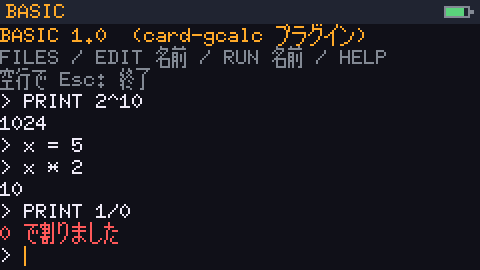 BASIC
BASIC 1.0  (card-gcalc プラグイン)
FILES / EDIT 名前 / RUN 名前 / HELP
空行で Esc: 終了
> PRINT 2^10
1024
> x = 5
> x * 2
10
> PRINT 1/0
0 で割りました
>